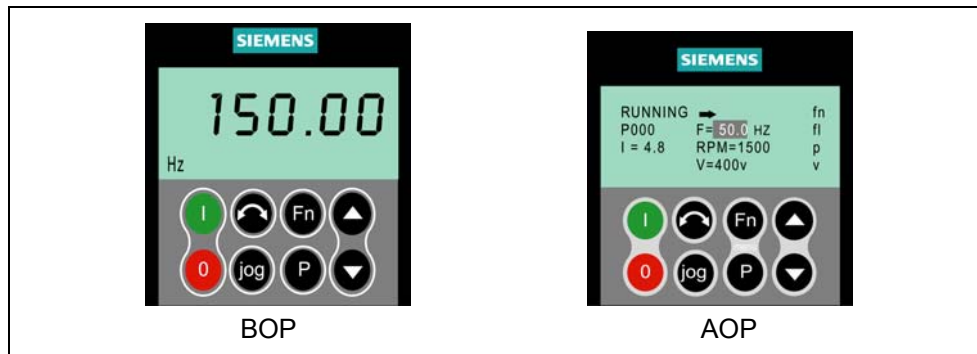 SIEMENS
150.00
Hz
I
Fn
0
jog
P
BOP
SIEMENS
RUNNING fn
P000 F= 50.0 HZ fl
I = 4.8 RPM=1500 p
V=400v v
I
Fn
0
jog
P
AOP